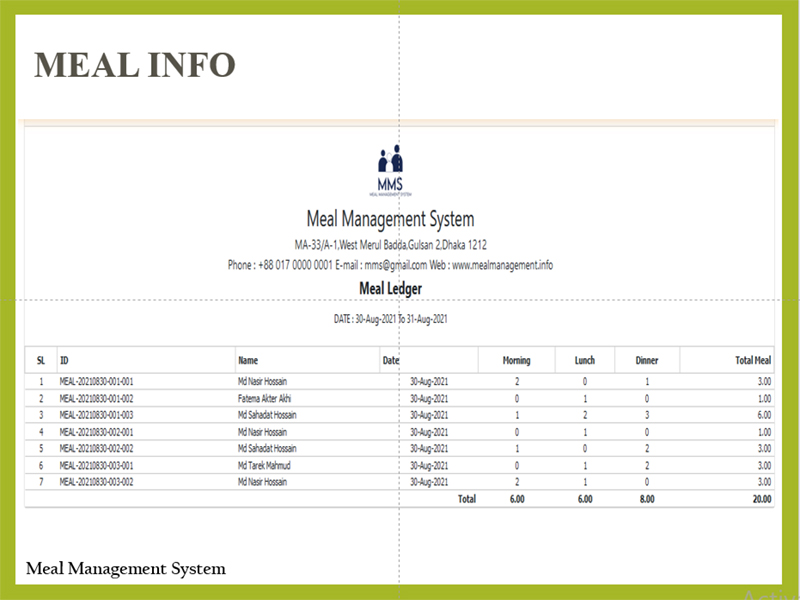 MEAL INFO
MMS
MEAL MANAGEMENT SYSTEM
Meal Management System
MA-33/A-1,West Merul Badda,Gulsan 2,Dhaka 1212
Phone : +88 017 0000 0001 E-mail : mms@gmail.com Web : www.mealmanagement.info
Meal Ledger
DATE : 30-Aug-2021 To 31-Aug-2021
SL ID Name Date Morning Lunch Dinner Total Meal
1 MEAL-20210830-001-001 Md Nasir Hossain 30-Aug-2021 2 0 1 3.00
2 MEAL-20210830-001-002 Fatema Akter Akhi 30-Aug-2021 0 1 0 1.00
3 MEAL-20210830-001-003 Md Sahadat Hossain 30-Aug-2021 1 2 3 6.00
4 MEAL-20210830-002-001 Md Nasir Hossain 30-Aug-2021 0 1 0 1.00
5 MEAL-20210830-002-002 Md Sahadat Hossain 30-Aug-2021 1 0 2 3.00
6 MEAL-20210830-003-001 Md Tarek Mahmud 30-Aug-2021 0 1 2 3.00
7 MEAL-20210830-003-002 Md Nasir Hossain 30-Aug-2021 2 1 0 3.00
Total 6.00 6.00 8.00 20.00
Meal Management System